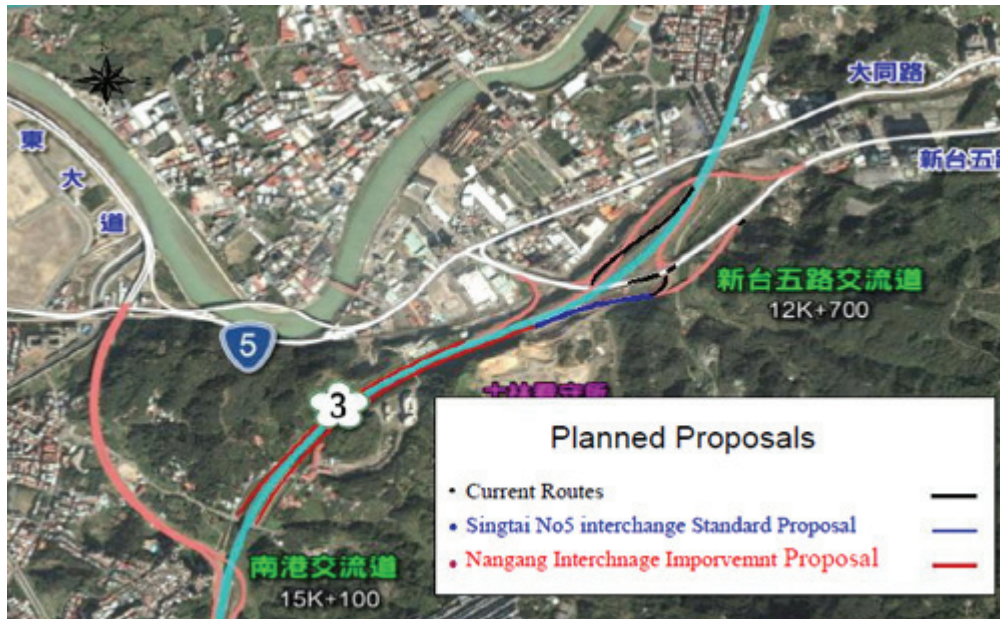 大同路
新台五路
東
大
道
新台五路交流道
12K+700
5
3
Planned Proposals
• Current Routes
• Singtai No5 interchange Standard Proposal
• Nangang Interchnage Imporvemnt Proposal
南港交流道
15K+100